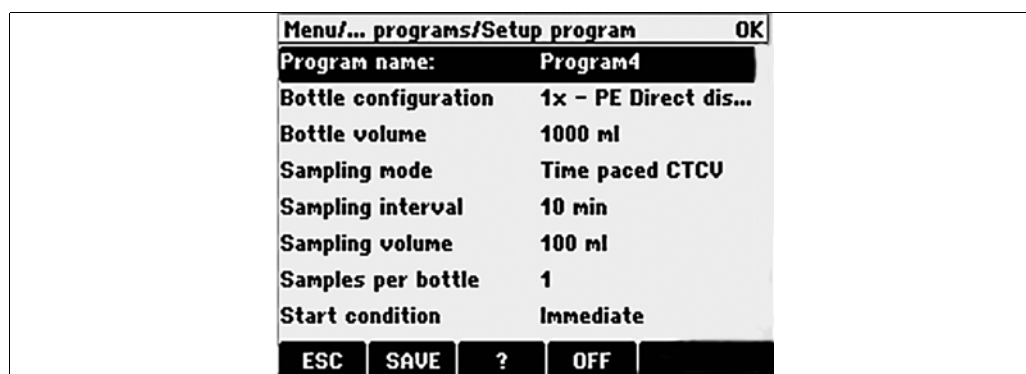 Menu/... programs/Setup program OK
Program name: Program4
Bottle configuration 1x - PE Direct dis...
Bottle volume 1000 ml
Sampling mode Time paced CTCV
Sampling interval 10 min
Sampling volume 100 ml
Samples per bottle 1
Start condition Immediate
ESC SAVE ? OFF